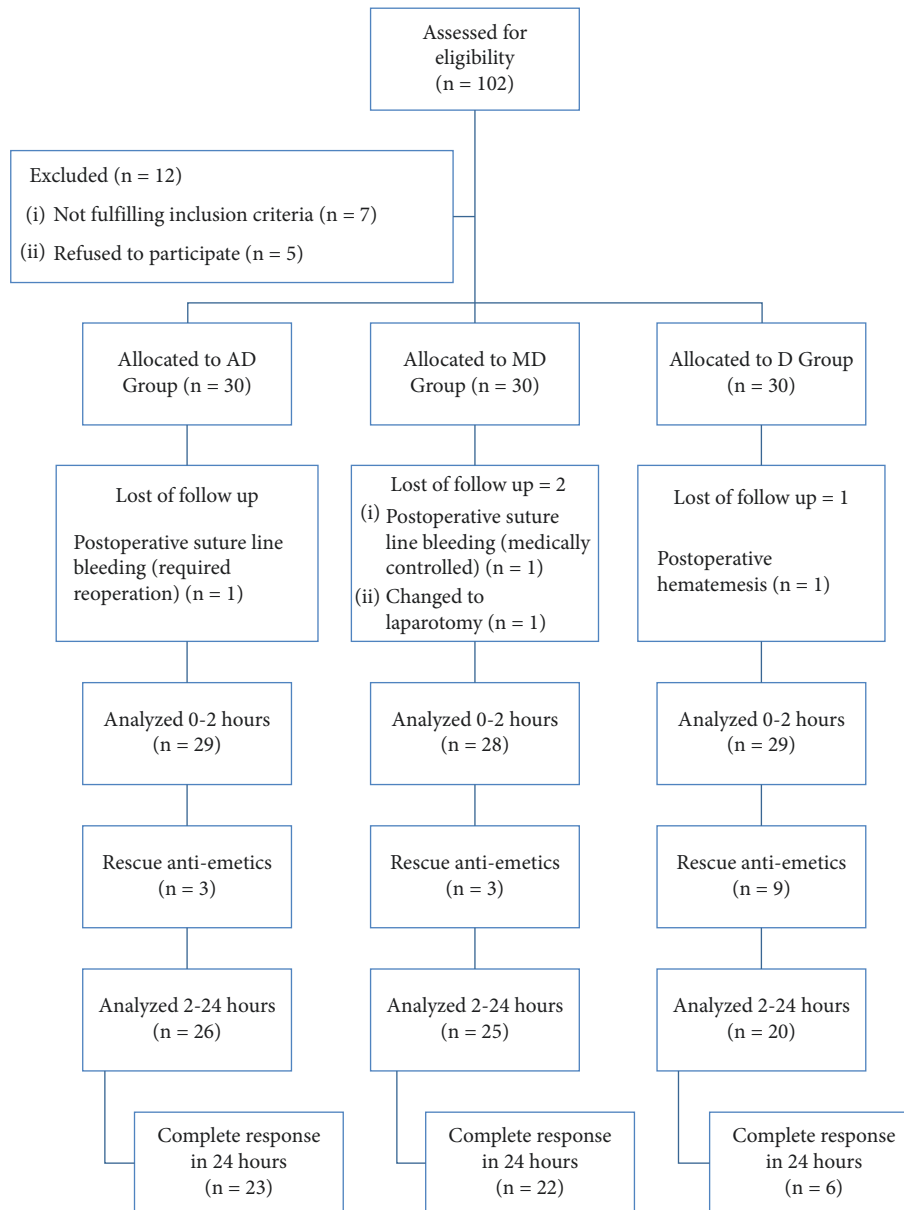 Assessed for
eligibility
(n = 102)
Excluded (n = 12)
(i) Not fulfilling inclusion criteria (n = 7)
(ii) Refused to participate (n = 5)
Allocated to AD
Group (n = 30)
Allocated to MD
Group (n = 30)
Allocated to D Group
(n = 30)
Lost of follow up
Postoperative suture line
bleeding (required
reoperation) (n = 1)
Lost of follow up = 2
(i) Postoperative suture
line bleeding (medically
controlled) (n = 1)
(ii) Changed to
laparotomy (n = 1)
Lost of follow up = 1
Postoperative
hematemesis (n = 1)
Analyzed 0-2 hours
(n = 29)
Analyzed 0-2 hours
(n = 28)
Analyzed 0-2 hours
(n = 29)
Rescue anti-emetics
(n = 3)
Rescue anti-emetics
(n = 3)
Rescue anti-emetics
(n = 9)
Analyzed 2-24 hours
(n = 26)
Analyzed 2-24 hours
(n = 25)
Analyzed 2-24 hours
(n = 20)
Complete response
in 24 hours
(n = 23)
Complete response
in 24 hours
(n = 22)
Complete response
in 24 hours
(n = 6)